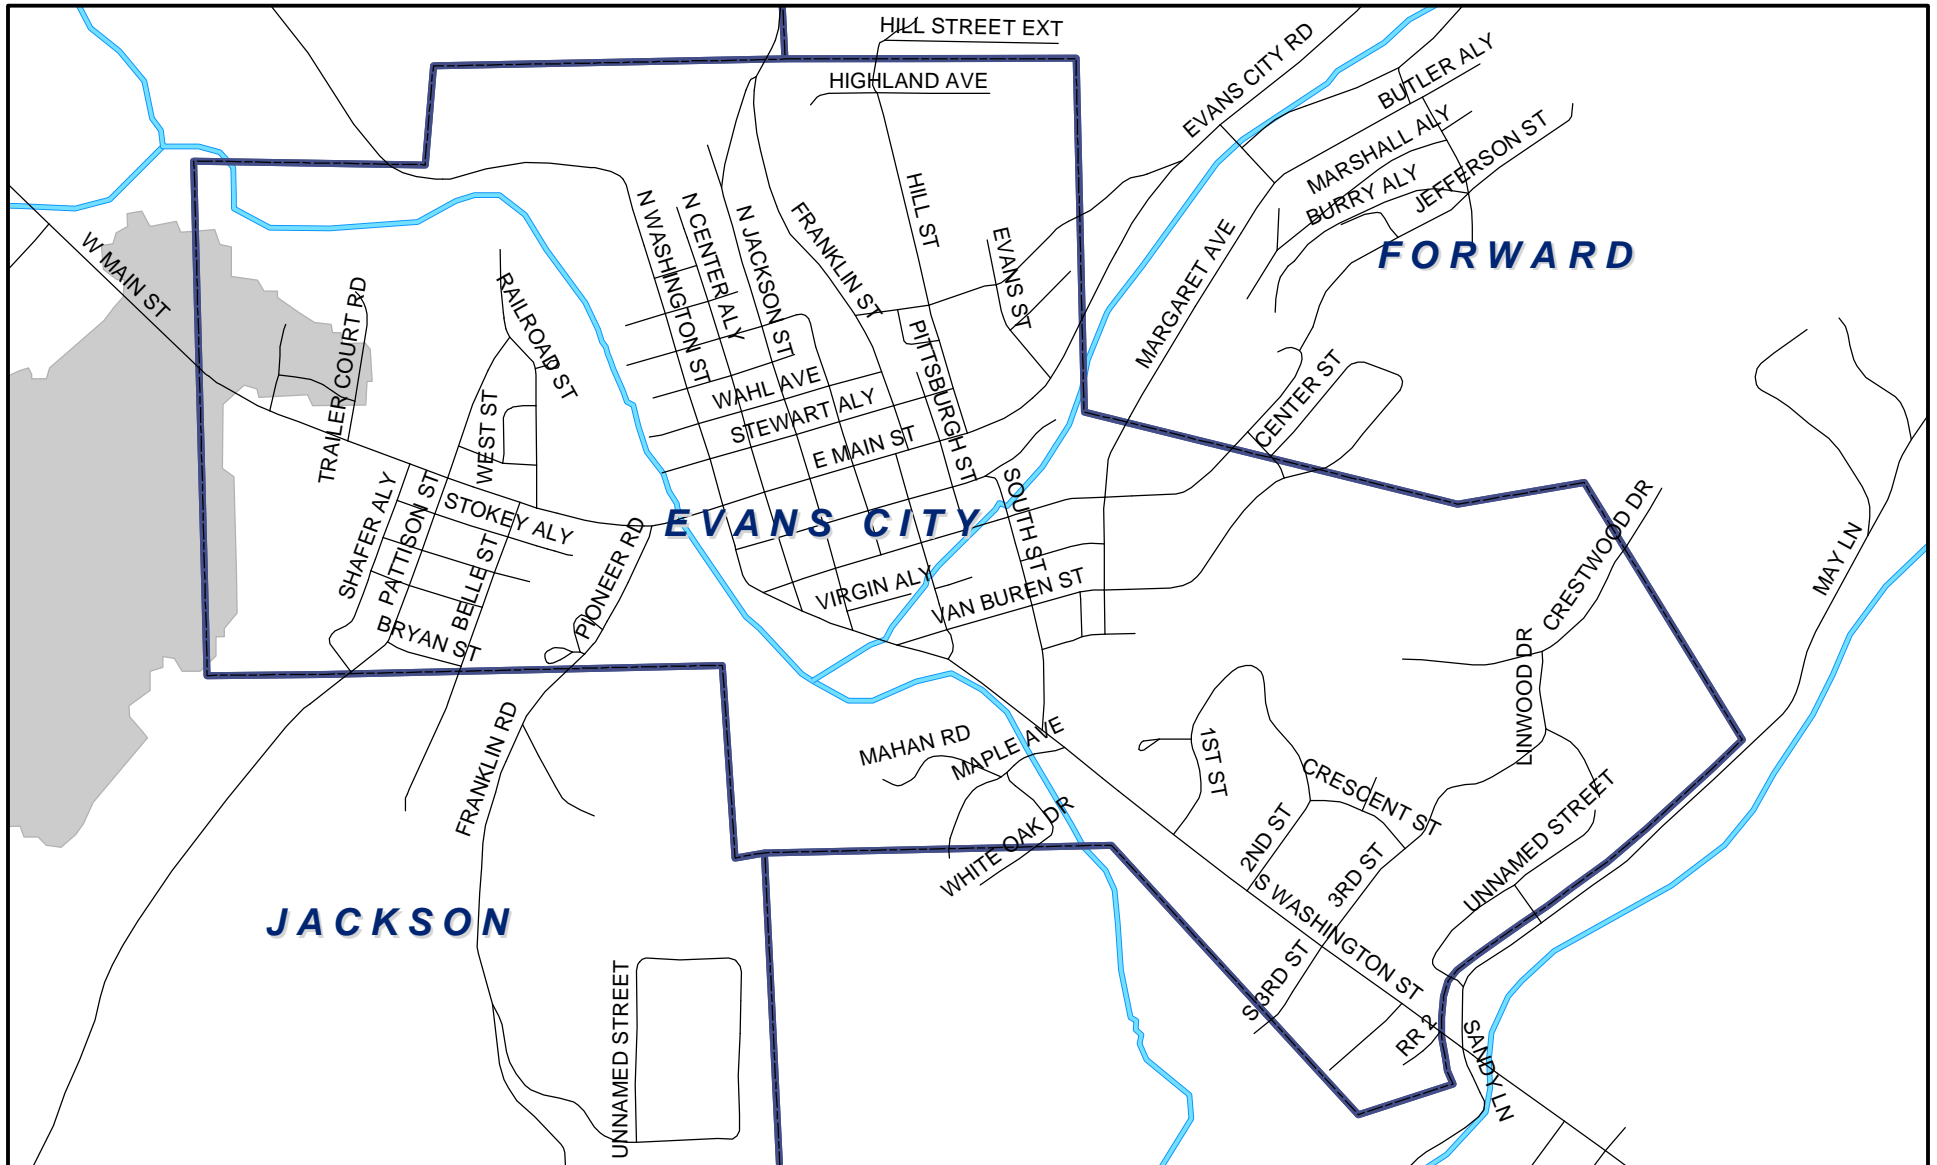 HILL STREET EXT
HIGHLAND AVE
EVANS CITY RD
BUTLER ALY
MARSHALL ALY
BURRY ALY
JEFFERSON ST
FORWARD
W MAIN ST
TRAILER COURT RD
RAILROAD ST
WEST ST
N WASHINGTON ST
N CENTER ALY
N JACKSON ST
FRANKLIN ST
HILL ST
EVANS ST
PITTSBURGH ST
MARGARET AVE
CENTER ST
WAHL AVE
STEWART ALY
E MAIN ST
SOUTH ST
SHAFER ALY
PATTISON ST
STOKEY ALY
BELLE ST
BRYAN ST
PIONEER RD
EVANS CITY
VIRGIN ALY
VAN BUREN ST
CRESTWOOD DR
LINWOOD DR
MAY LN
FRANKLIN RD
MAHAN RD
MAPLE AVE
WHITE OAK DR
1ST ST
CRESCENT ST
2ND ST
3RD ST
UNNAMED STREET
S WASHINGTON ST
S 3RD ST
RR 2
SANDY LN
JACKSON
UNNAMED STREET